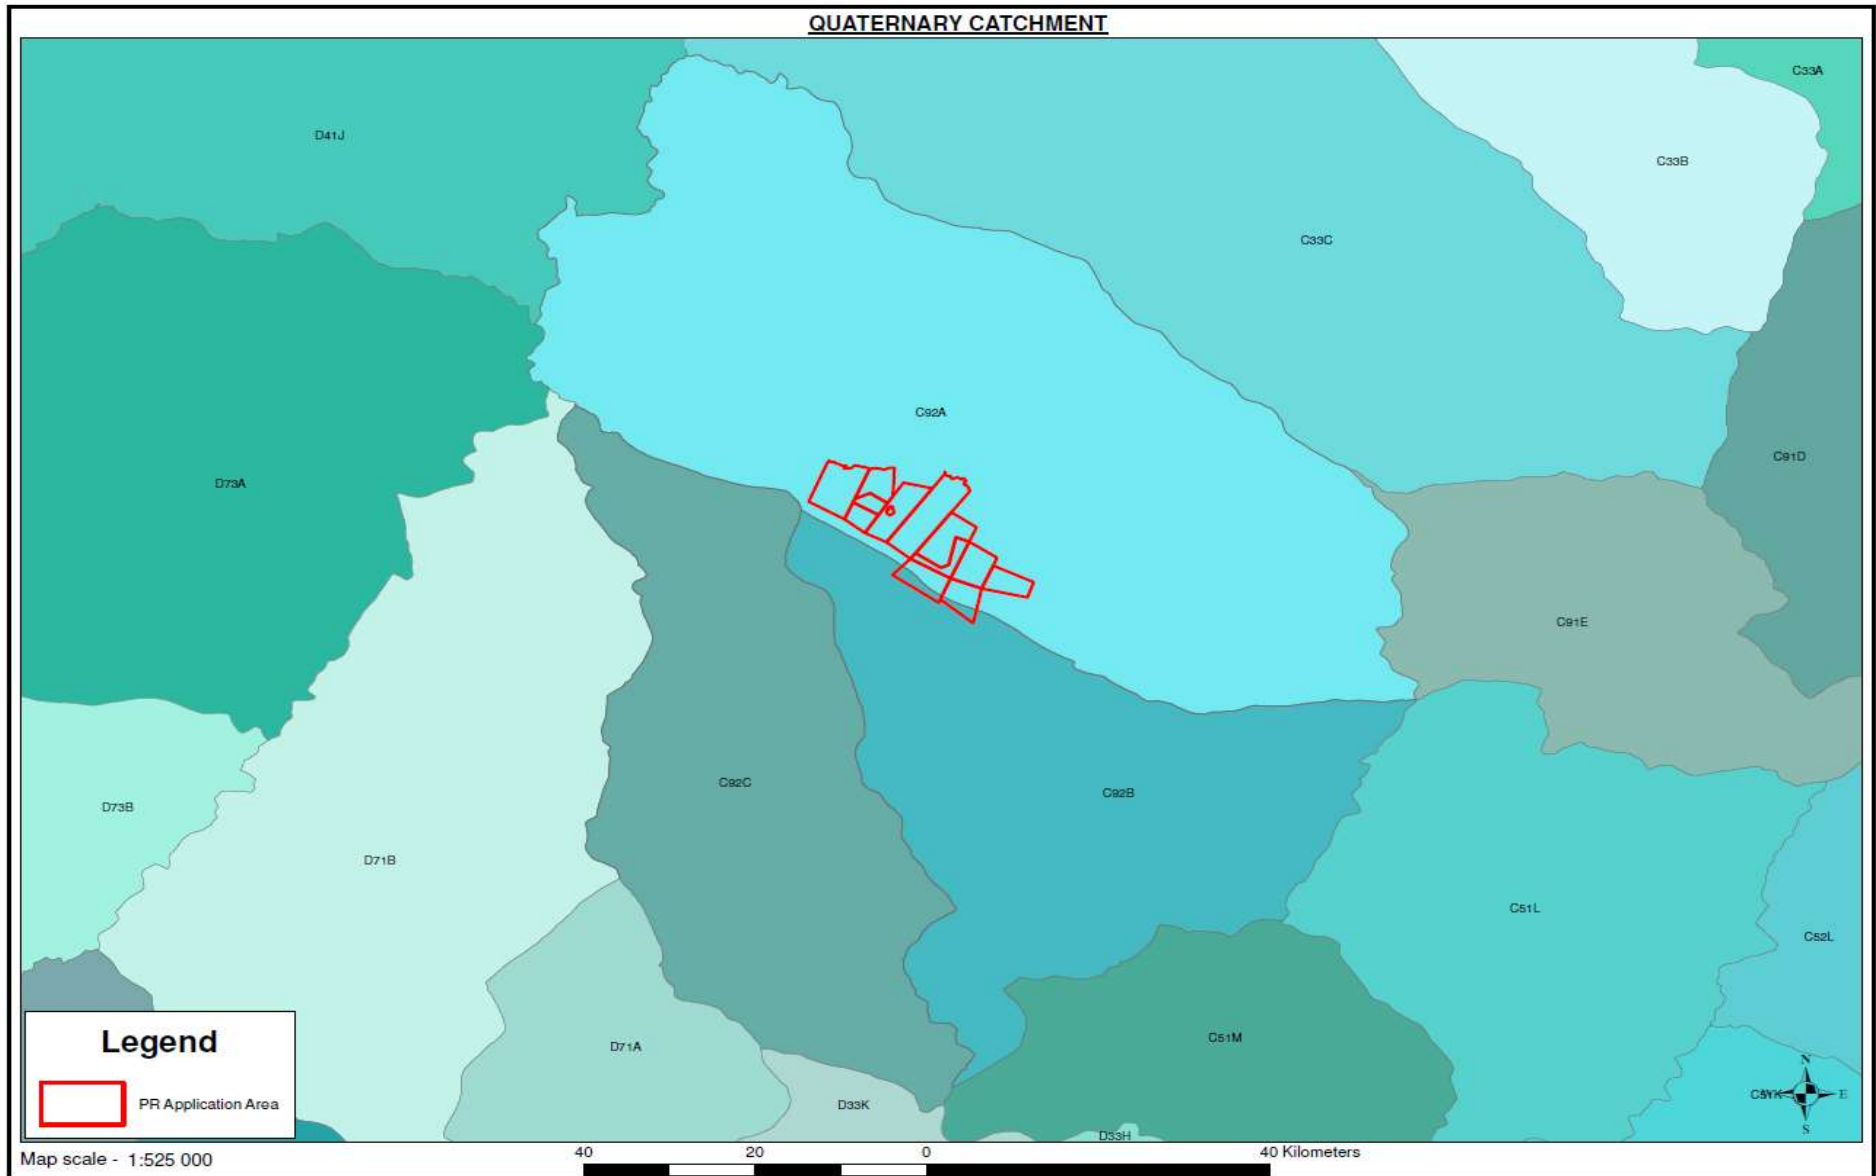 QUATERNARY CATCHMENT
C33A
D41J
C33B
C33C
C92A
C91D
D73A
C91E
C92C
C92B
D73B
D71B
C51L
C52L
C51M
D71A
D33K
D33H
N
W
E
S
Legend
PR Application Area
Map scale - 1:525 000
40 20 0 40 Kilometers